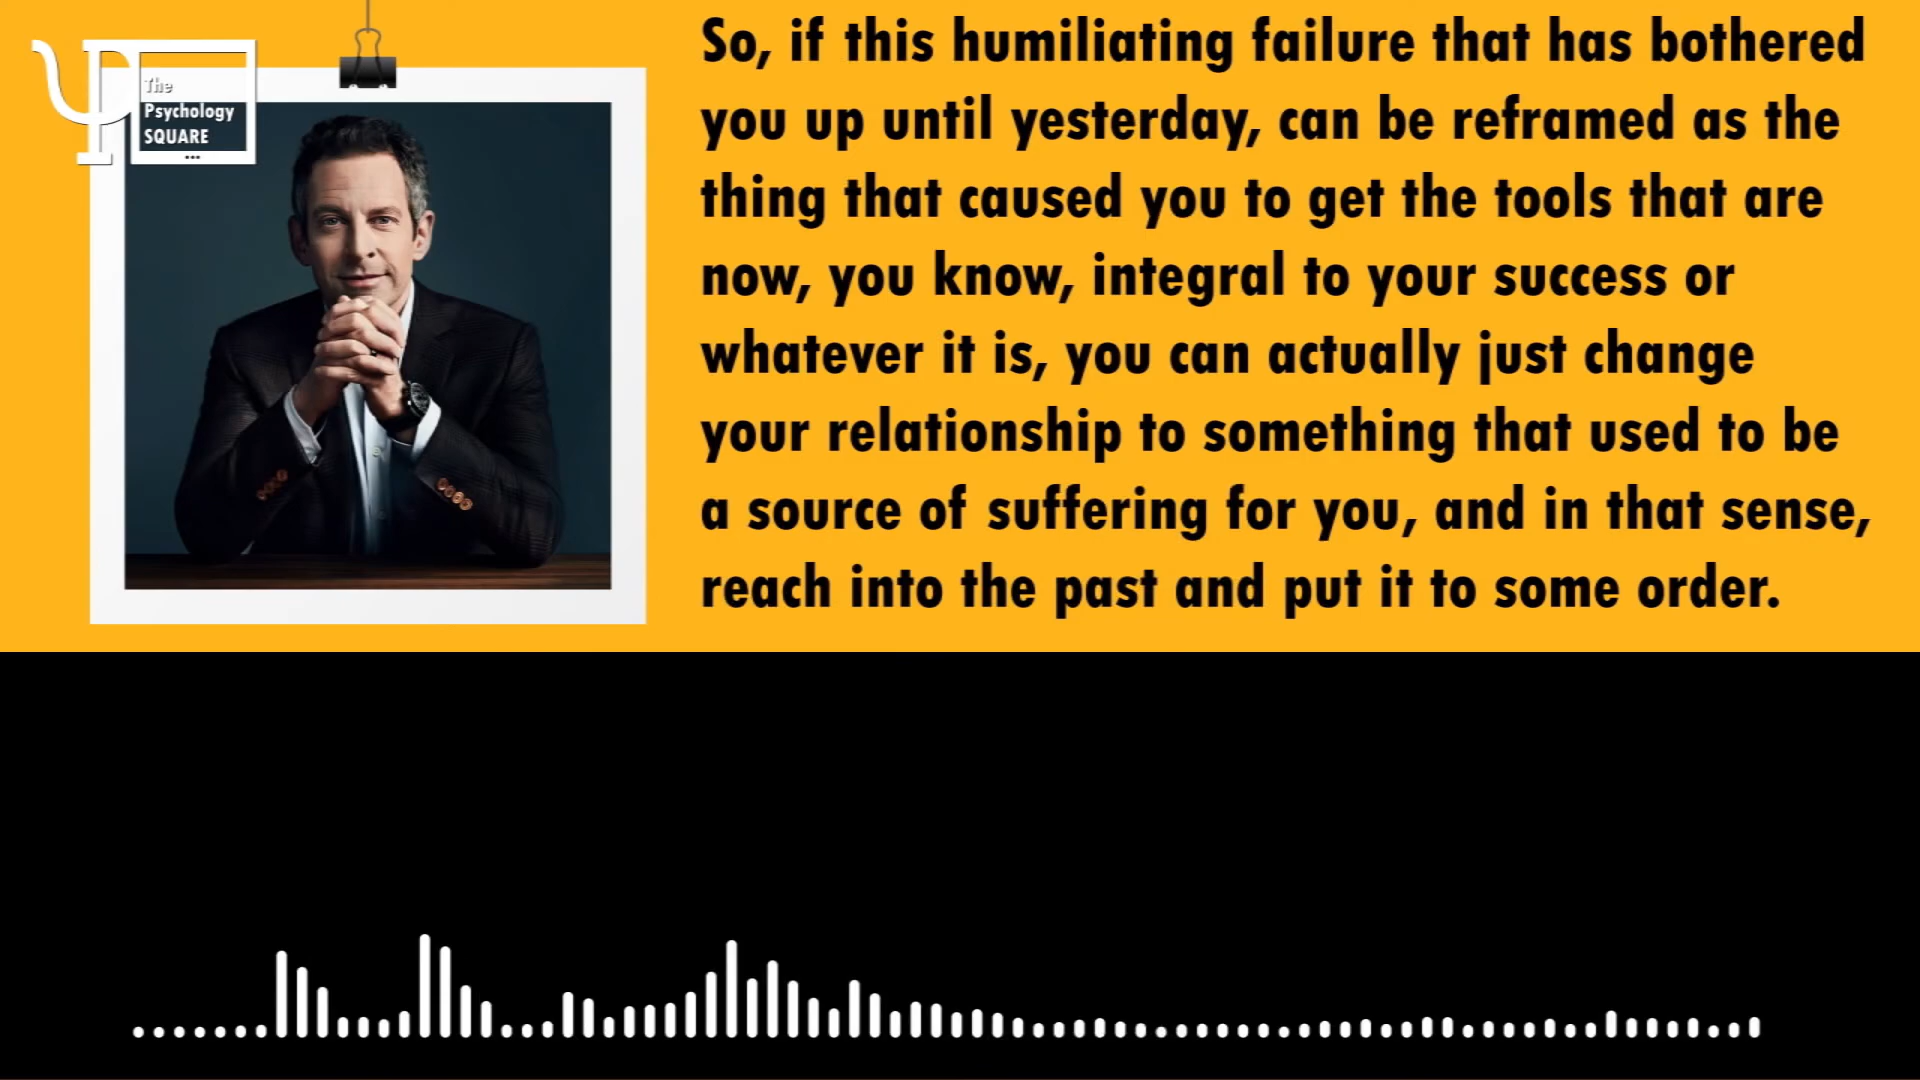 The
Psychology
SQUARE
So, if this humiliating failure that has bothered
you up until yesterday, can be reframed as the
thing that caused you to get the tools that are
now, you know, integral to your success or
whatever it is, you can actually just change
your relationship to something that used to be
a source of suffering for you, and in that sense,
reach into the past and put it to some order.